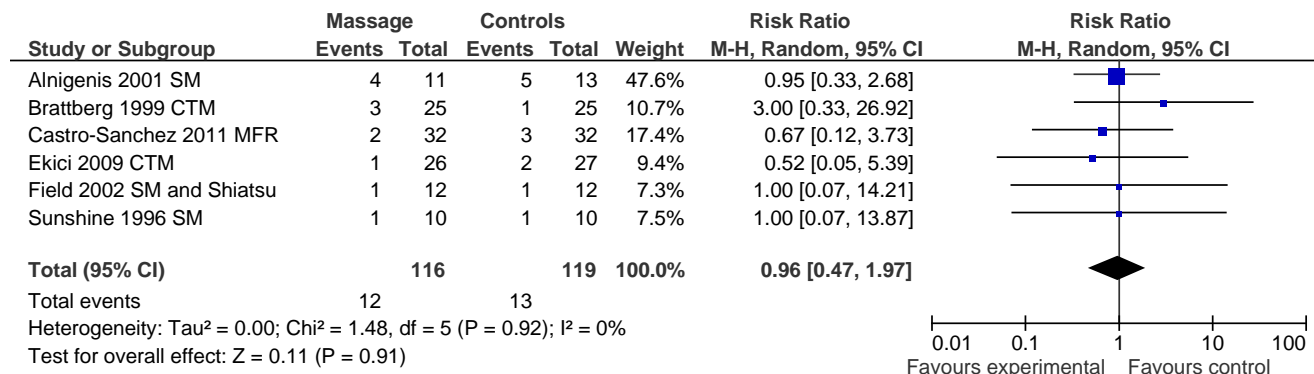 Massage Controls Risk Ratio Risk Ratio
Study or Subgroup Events Total Events Total Weight M-H, Random, 95% CI M-H, Random, 95% CI
Alnigenis 2001 SM 4 11 5 13 47.6% 0.95 [0.33, 2.68]
Brattberg 1999 CTM 3 25 1 25 10.7% 3.00 [0.33, 26.92]
Castro-Sanchez 2011 MFR 2 32 3 32 17.4% 0.67 [0.12, 3.73]
Ekici 2009 CTM 1 26 2 27 9.4% 0.52 [0.05, 5.39]
Field 2002 SM and Shiatsu 1 12 1 12 7.3% 1.00 [0.07, 14.21]
Sunshine 1996 SM 1 10 1 10 7.5% 1.00 [0.07, 13.87]
Total (95% CI) 116 119 100.0% 0.96 [0.47, 1.97]
Total events 12 13
Heterogeneity: Tau² = 0.00; Chi² = 1.48, df = 5 (P = 0.92); I² = 0%
Test for overall effect: Z = 0.11 (P = 0.91)
0.01 0.1 1 10 100
Favours experimental Favours control